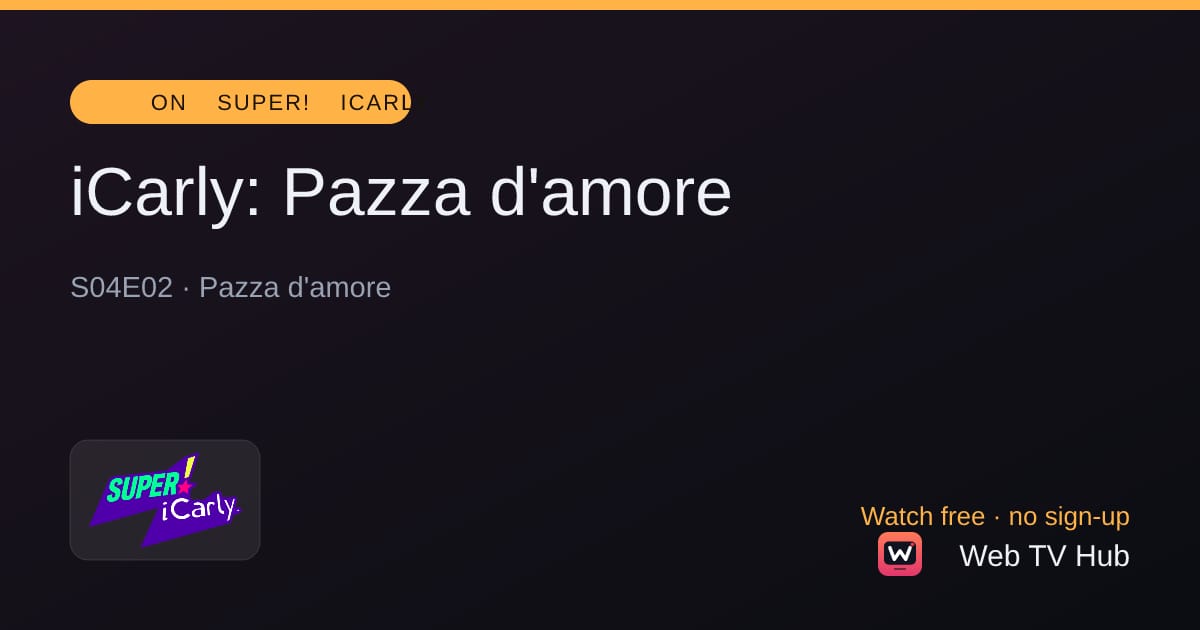 ON SUPER! ICARL
iCarly: Pazza d'amore
S04E02 · Pazza d'amore
SUPER!
iCarly
Watch free · no sign-up
W
Web TV Hub